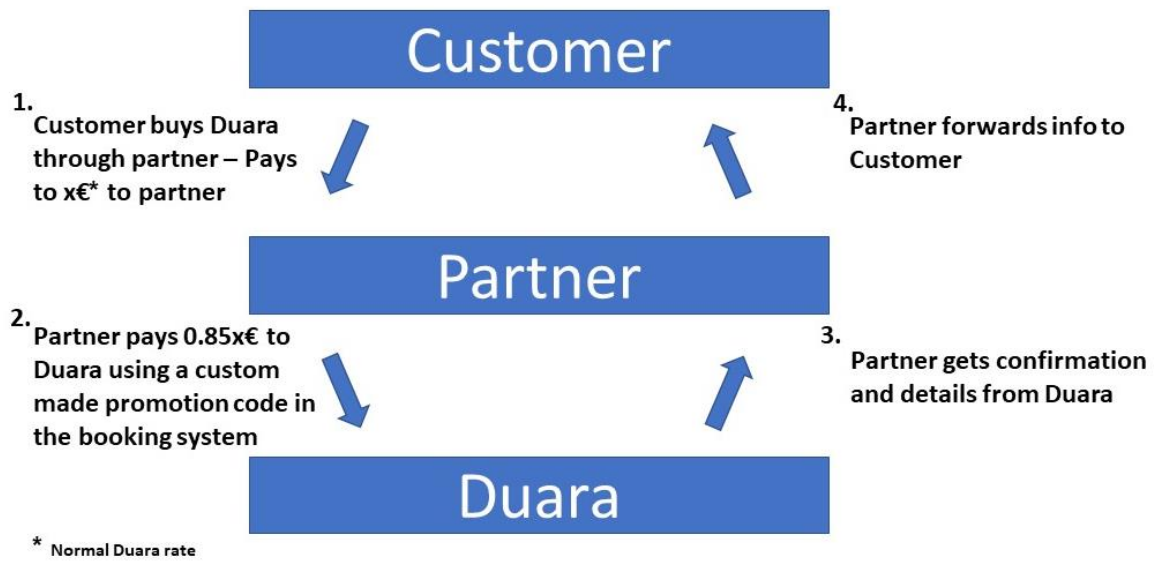 Customer
1.
Customer buys Duara
through partner – Pays
to x€* to partner
4.
Partner forwards info to
Customer
Partner
2.
Partner pays 0.85x€ to
Duara using a custom
made promotion code in
the booking system
3.
Partner gets confirmation
and details from Duara
Duara
* Normal Duara rate